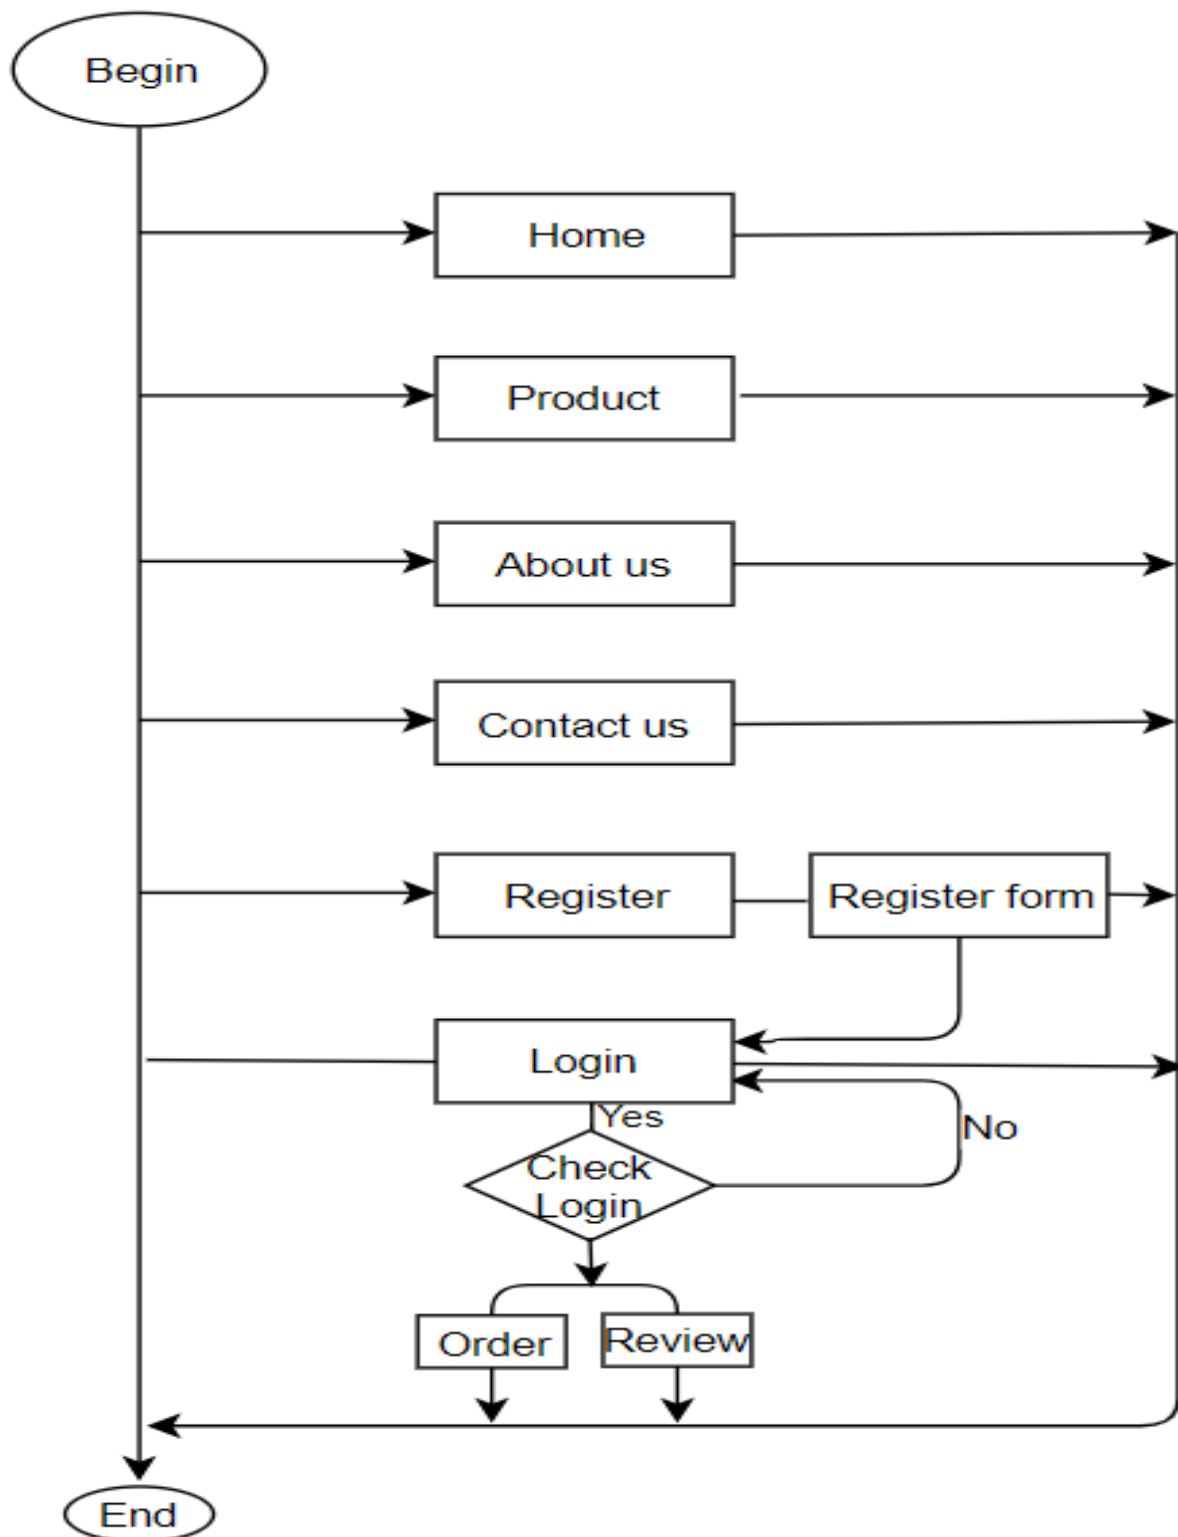 Begin
Home
Product
About us
Contact us
Register
Register form
Login
Yes
No
Check
Login
Order
Review
End